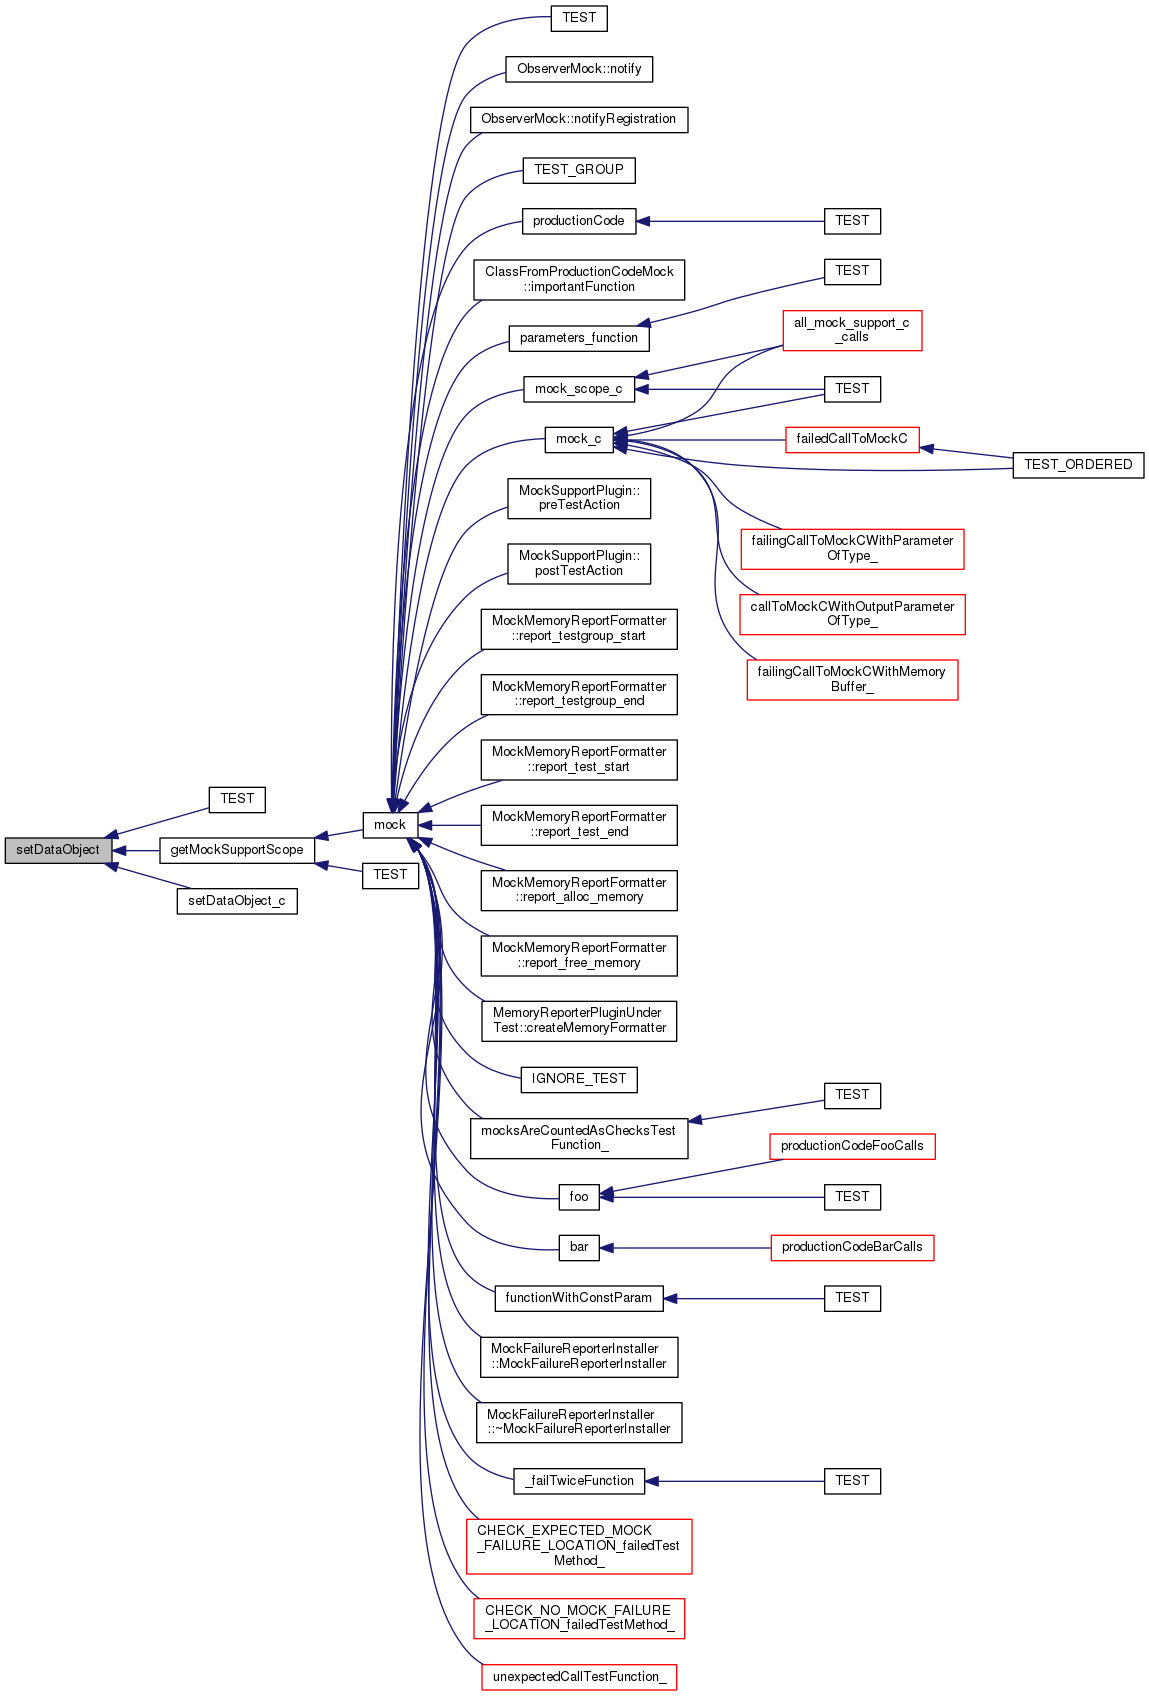 TEST
ObserverMock::notify
ObserverMock::notifyRegistration
TEST_GROUP
productionCode
TEST
ClassFromProductionCodeMock
::importantFunction
TEST
parameters_function
all_mock_support_c
_calls
mock_scope_c
TEST
mock_c
failedCallToMockC
TEST_ORDERED
MockSupportPlugin::
preTestAction
failingCallToMockCWithParameter
OfType_
MockSupportPlugin::
postTestAction
callToMockCWithOutputParameter
OfType_
MockMemoryReportFormatter
::report_testgroup_start
failingCallToMockCWithMemory
Buffer_
MockMemoryReportFormatter
::report_testgroup_end
MockMemoryReportFormatter
::report_test_start
TEST
mock
MockMemoryReportFormatter
::report_test_end
setDataObject
getMockSupportScope
TEST
setDataObject_c
MockMemoryReportFormatter
::report_alloc_memory
MockMemoryReportFormatter
::report_free_memory
MemoryReporterPluginUnder
Test::createMemoryFormatter
IGNORE_TEST
TEST
mocksAreCountedAsChecksTest
Function_
productionCodeFooCalls
foo
TEST
bar
productionCodeBarCalls
functionWithConstParam
TEST
MockFailureReporterInstaller
::MockFailureReporterInstaller
MockFailureReporterInstaller
::~MockFailureReporterInstaller
_failTwiceFunction
TEST
CHECK_EXPECTED_MOCK
_FAILURE_LOCATION_failedTest
Method_
CHECK_NO_MOCK_FAILURE
_LOCATION_failedTestMethod_
unexpectedCallTestFunction_